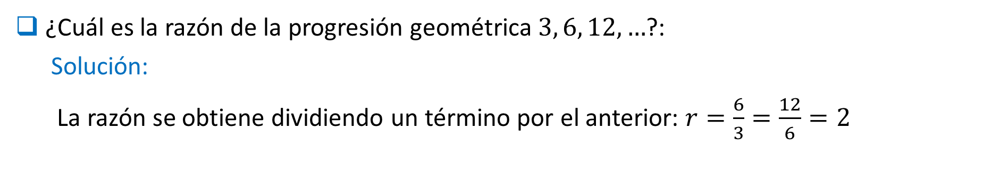 ¿Cuál es la razón de la progresión geométrica 3, 6, 12, ...?:
Solución:
La razón se obtiene dividiendo un término por el anterior: r = 6/3 = 12/6 = 2